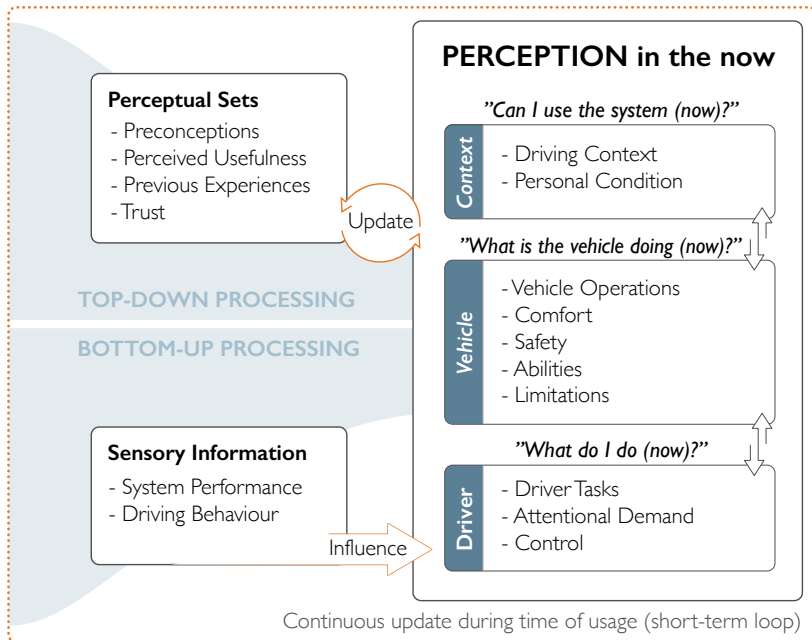 Perceptual Sets
- Preconceptions
- Perceived Usefulness
- Previous Experiences
- Trust
Update
TOP-DOWN PROCESSING
BOTTOM-UP PROCESSING
Sensory Information
- System Performance
- Driving Behaviour
Influence
PERCEPTION in the now
”Can I use the system (now)?”
Context
- Driving Context
- Personal Condition
”What is the vehicle doing (now)?”
Vehicle
- Vehicle Operations
- Comfort
- Safety
- Abilities
- Limitations
”What do I do (now)?”
Driver
- Driver Tasks
- Attentional Demand
- Control
Continuous update during time of usage (short-term loop)